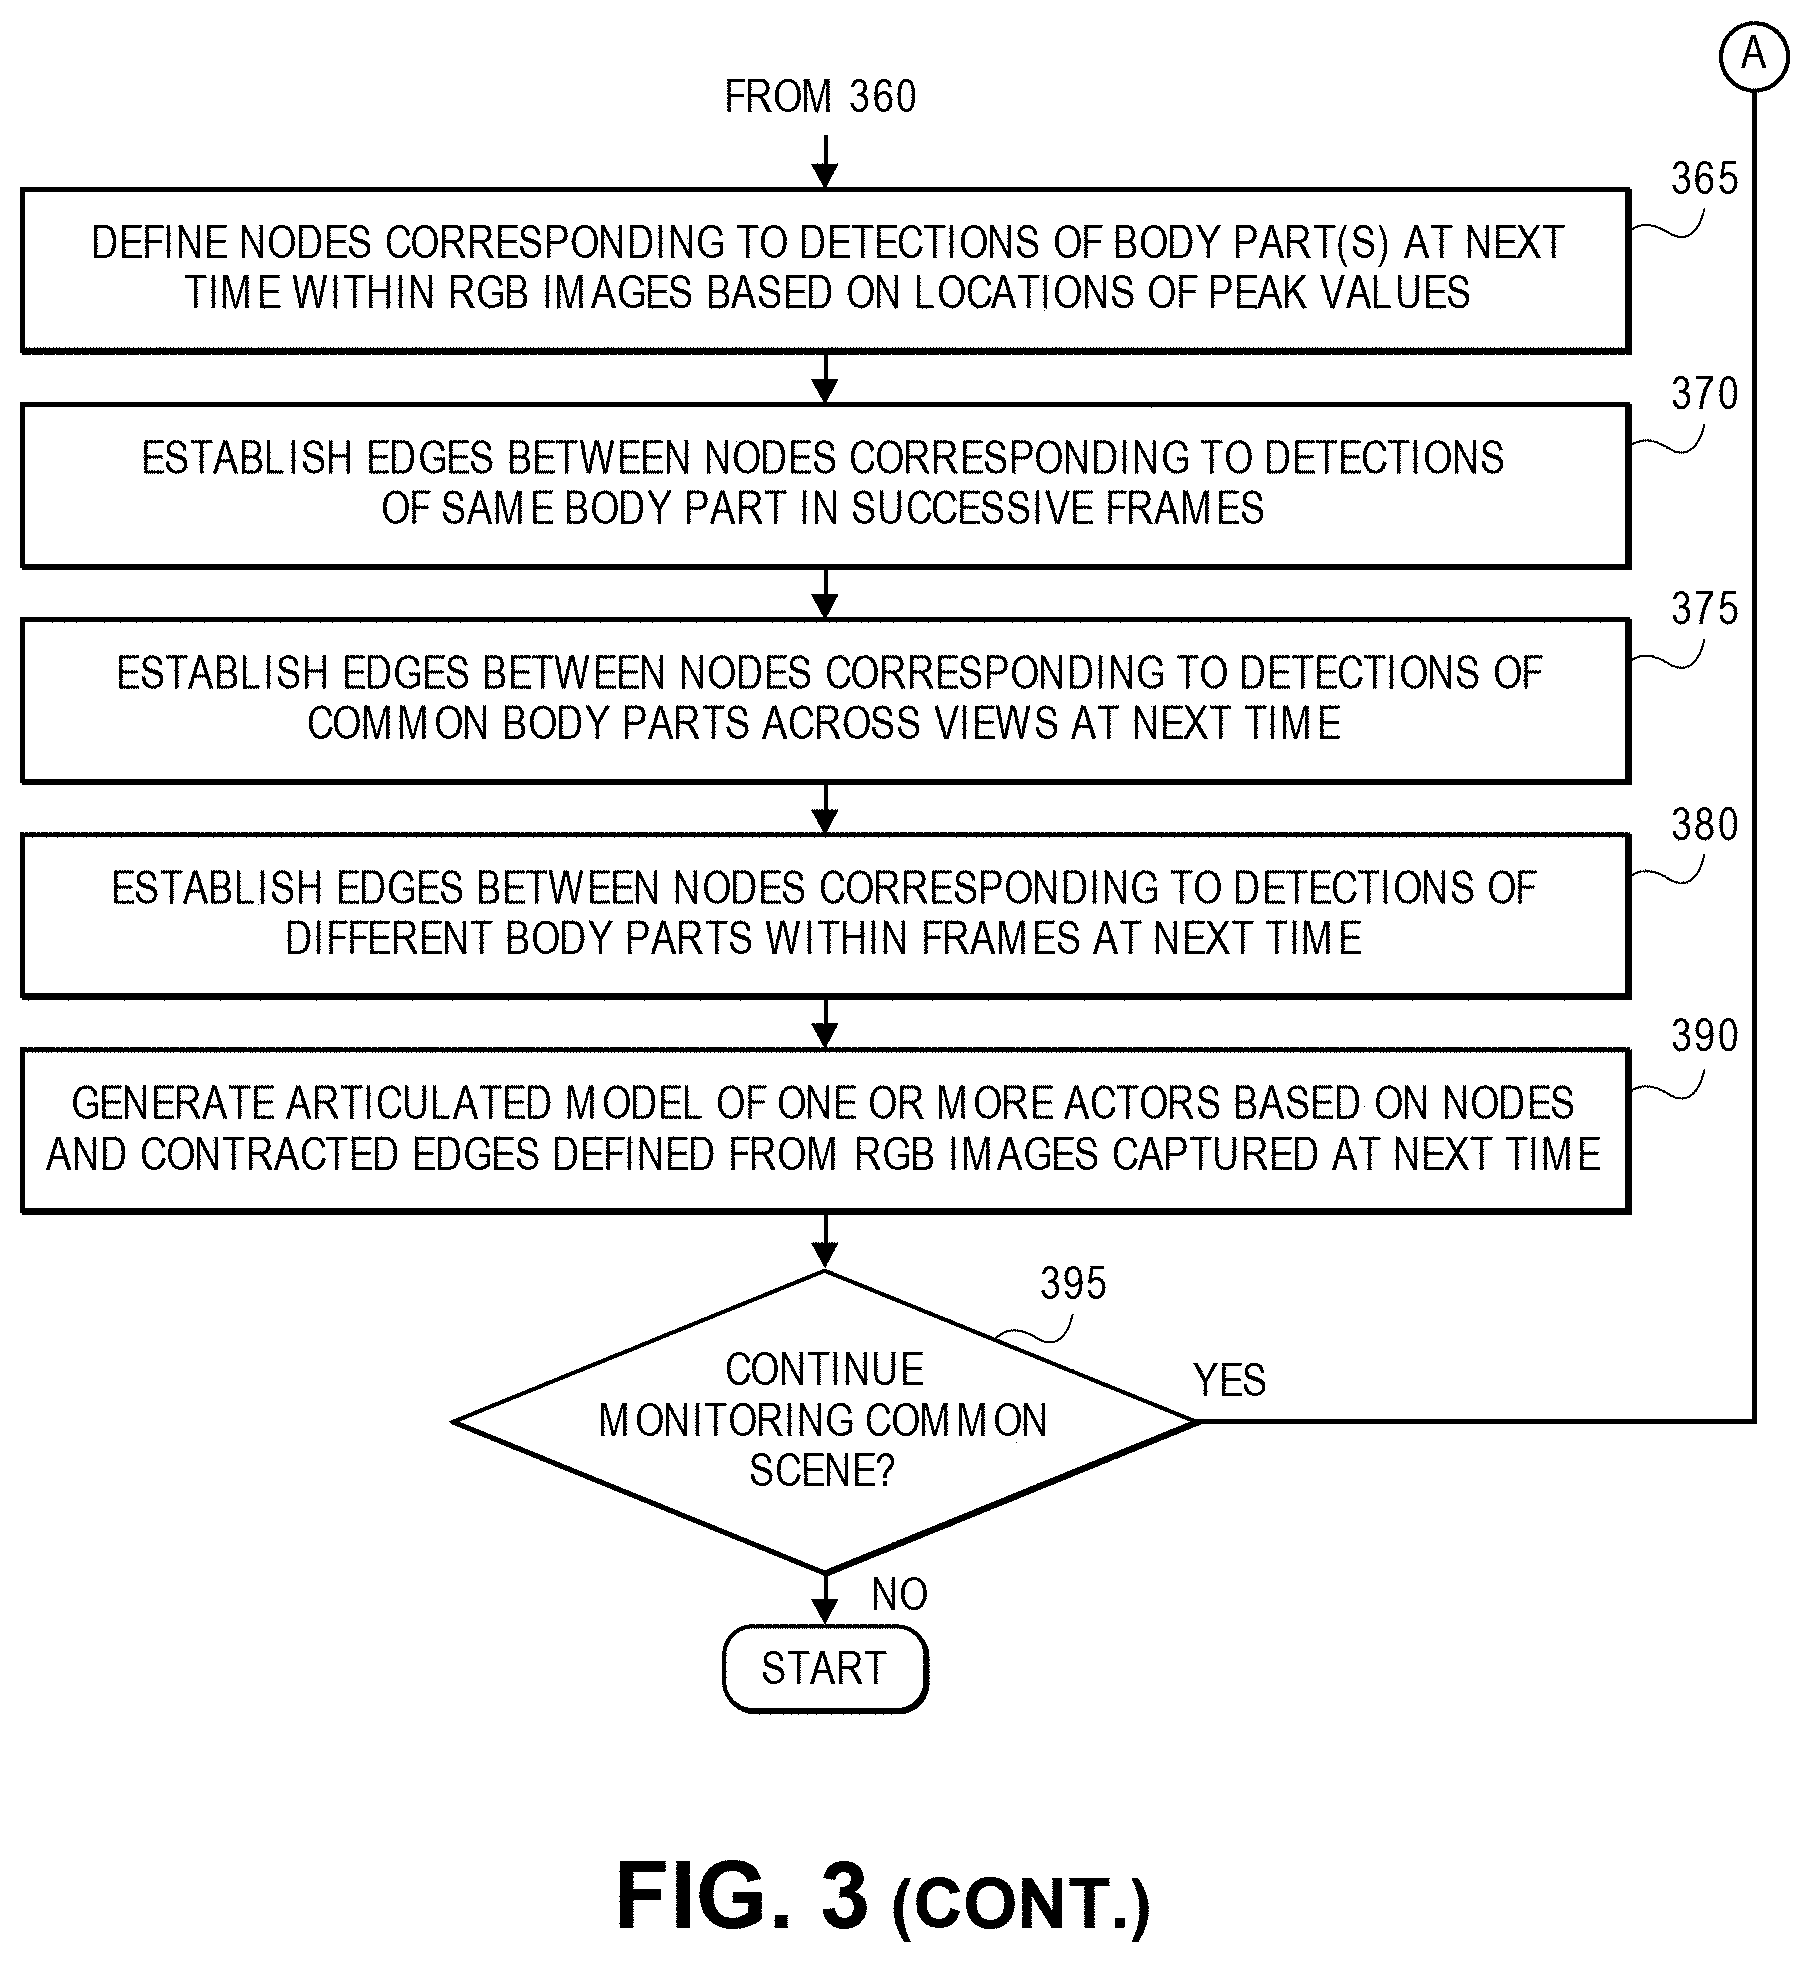 A
FROM 360
365
DEFINE NODES CORRESPONDING TO DETECTIONS OF BODY PART(S) AT NEXT
TIME WITHIN RGB IMAGES BASED ON LOCATIONS OF PEAK VALUES
370
ESTABLISH EDGES BETWEEN NODES CORRESPONDING TO DETECTIONS
OF SAME BODY PART IN SUCCESSIVE FRAMES
375
ESTABLISH EDGES BETWEEN NODES CORRESPONDING TO DETECTIONS OF
COMMON BODY PARTS ACROSS VIEWS AT NEXT TIME
380
ESTABLISH EDGES BETWEEN NODES CORRESPONDING TO DETECTIONS OF
DIFFERENT BODY PARTS WITHIN FRAMES AT NEXT TIME
390
GENERATE ARTICULATED MODEL OF ONE OR MORE ACTORS BASED ON NODES
AND CONTRACTED EDGES DEFINED FROM RGB IMAGES CAPTURED AT NEXT TIME
395
CONTINUE
MONITORING COMMON
SCENE?
YES
NO
START
FIG. 3 (CONT.)